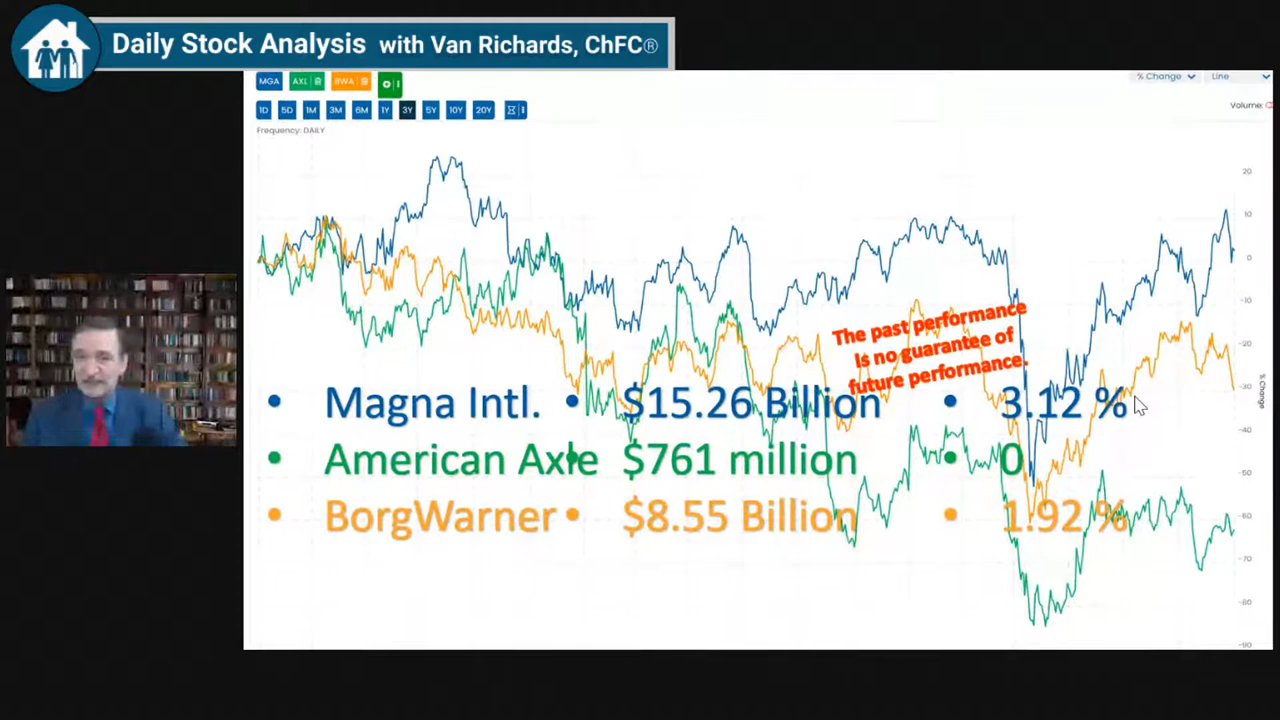 Daily Stock Analysis with Van Richards, ChFC®
MGA AXL BWA
% Change Line
1D 5D 1M 3M 6M 1Y 3Y 5Y 10Y 20Y
Volume:
Frequency: DAILY
20
10
0
-10
-20
-30
-40
-50
-60
-70
-80
-90
% Change
The past performance
Is no guarantee of
future performance.
• Magna Intl. • $15.26 Billion • 3.12 %
• American Axle • $761 million • 0
• BorgWarner • $8.55 Billion • 1.92 %